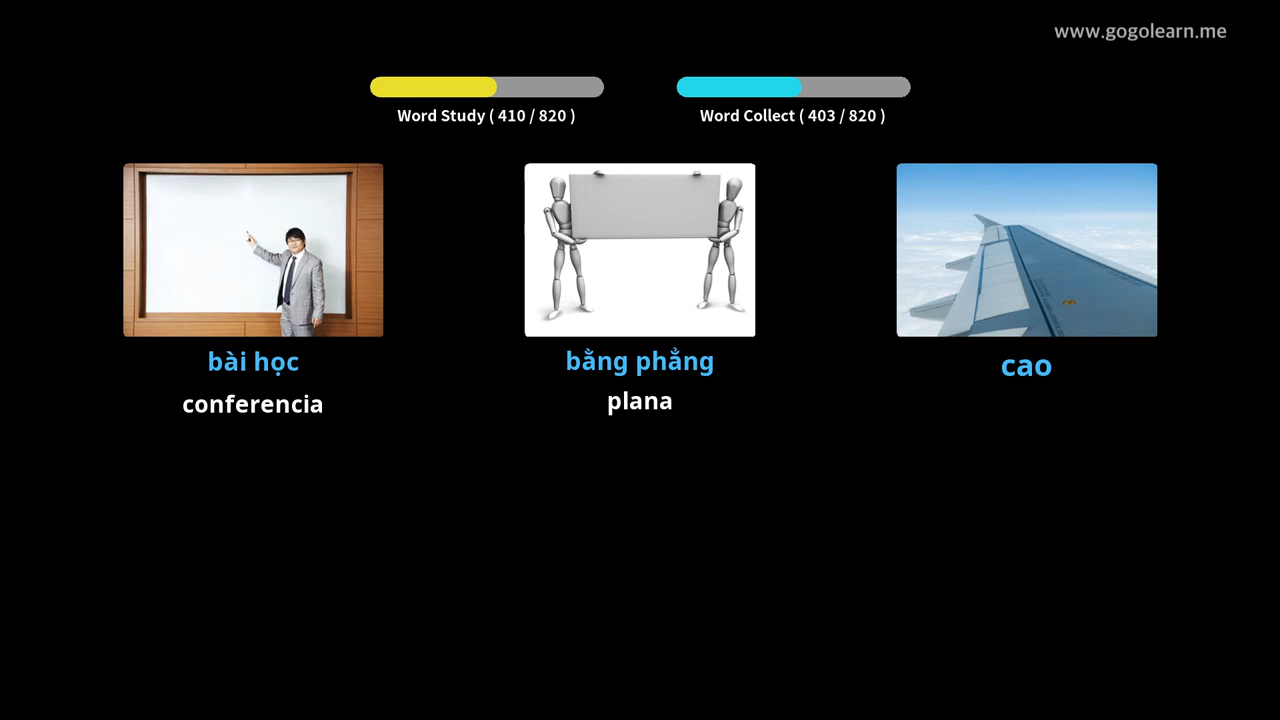 www.gogolearn.me
Word Study ( 410 / 820 )
Word Collect ( 403 / 820 )
bài học
bằng phẳng
cao
conferencia
plana